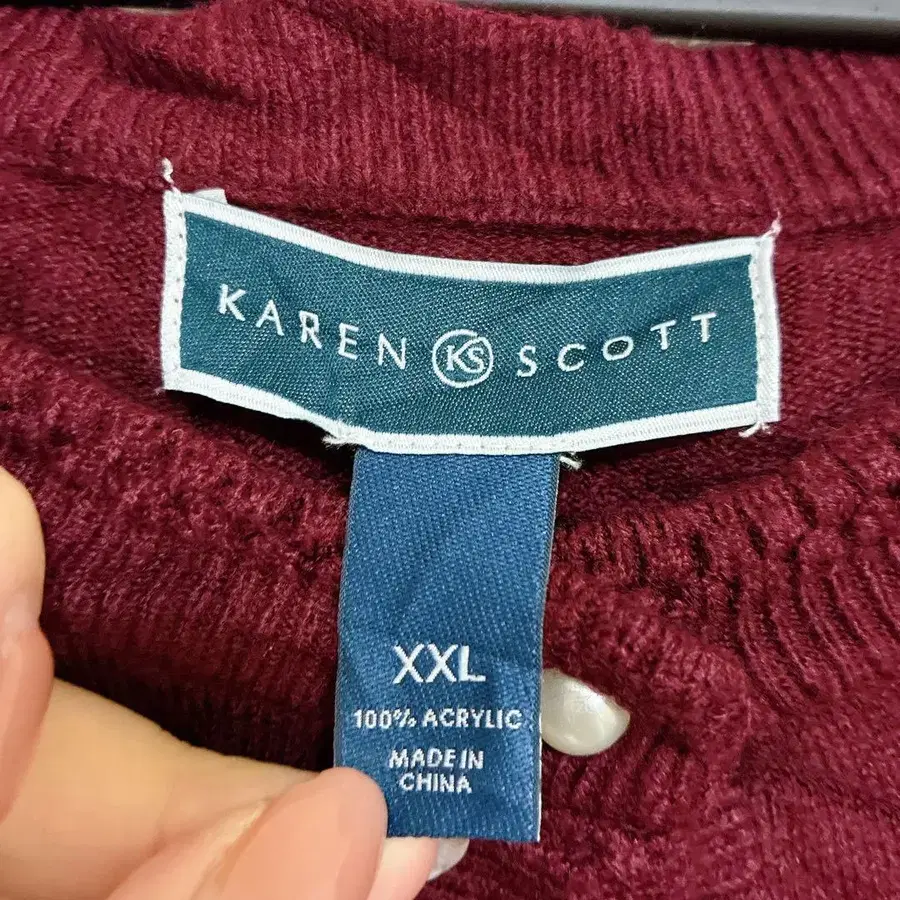 KAREN KS SCOTT
XXL
100% ACRYLIC
MADE IN
CHINA